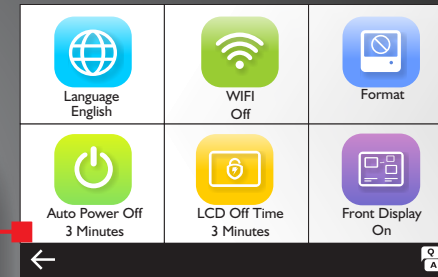 Language
English
WIFI
Off
Format
Auto Power Off
3 Minutes
LCD Off Time
3 Minutes
Front Display
On
Q
A